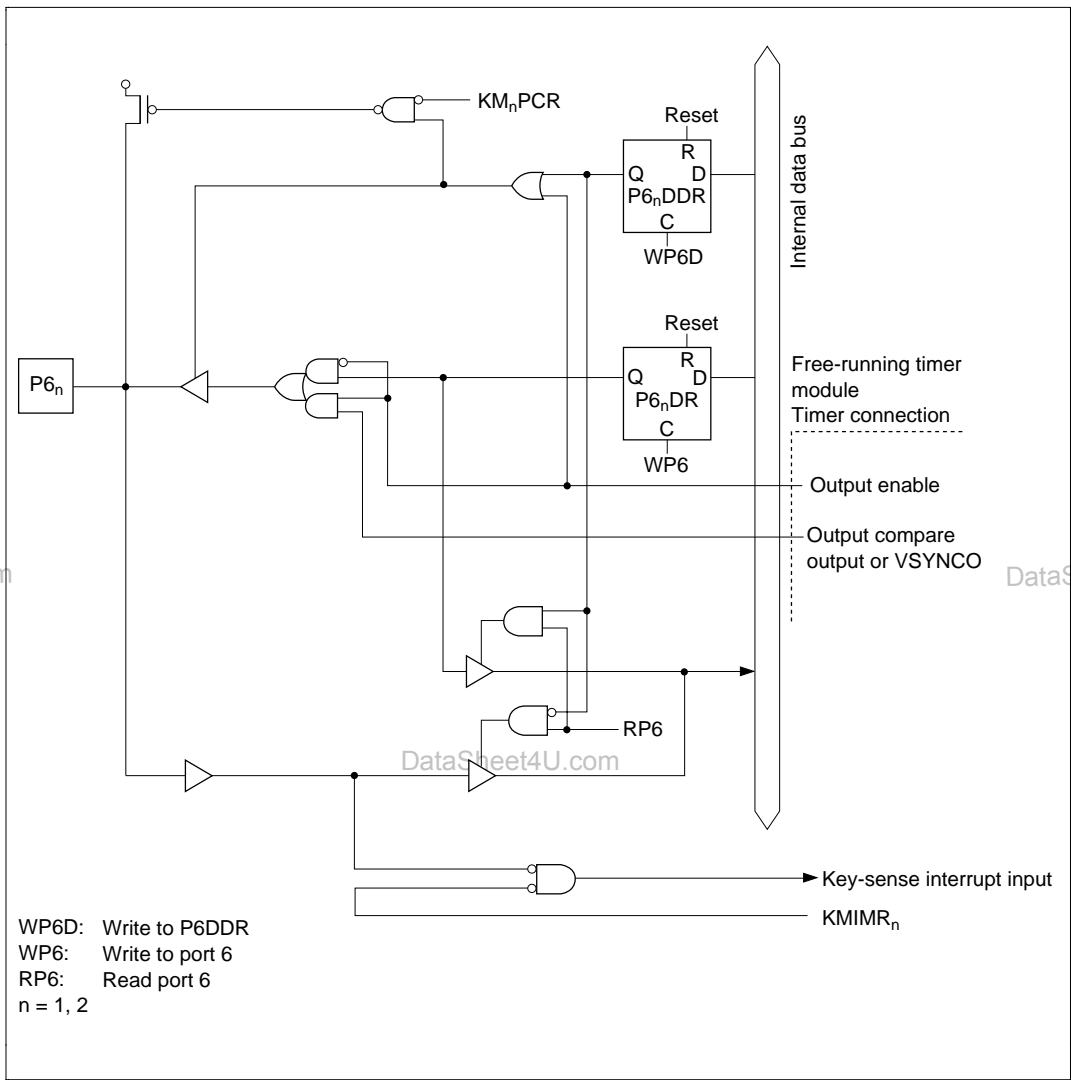 KMnPCR
Reset
R
Q D
P6nDDR
C
WP6D
Internal data bus
Reset
R
Q D
P6nDR
C
WP6
P6n
Free-running timer
module
Timer connection
Output enable
Output compare
output or VSYNCO
m
DataS
RP6
DataSheet4U.com
Key-sense interrupt input
KMIMRn
WP6D: Write to P6DDR
WP6: Write to port 6
RP6: Read port 6
n = 1, 2